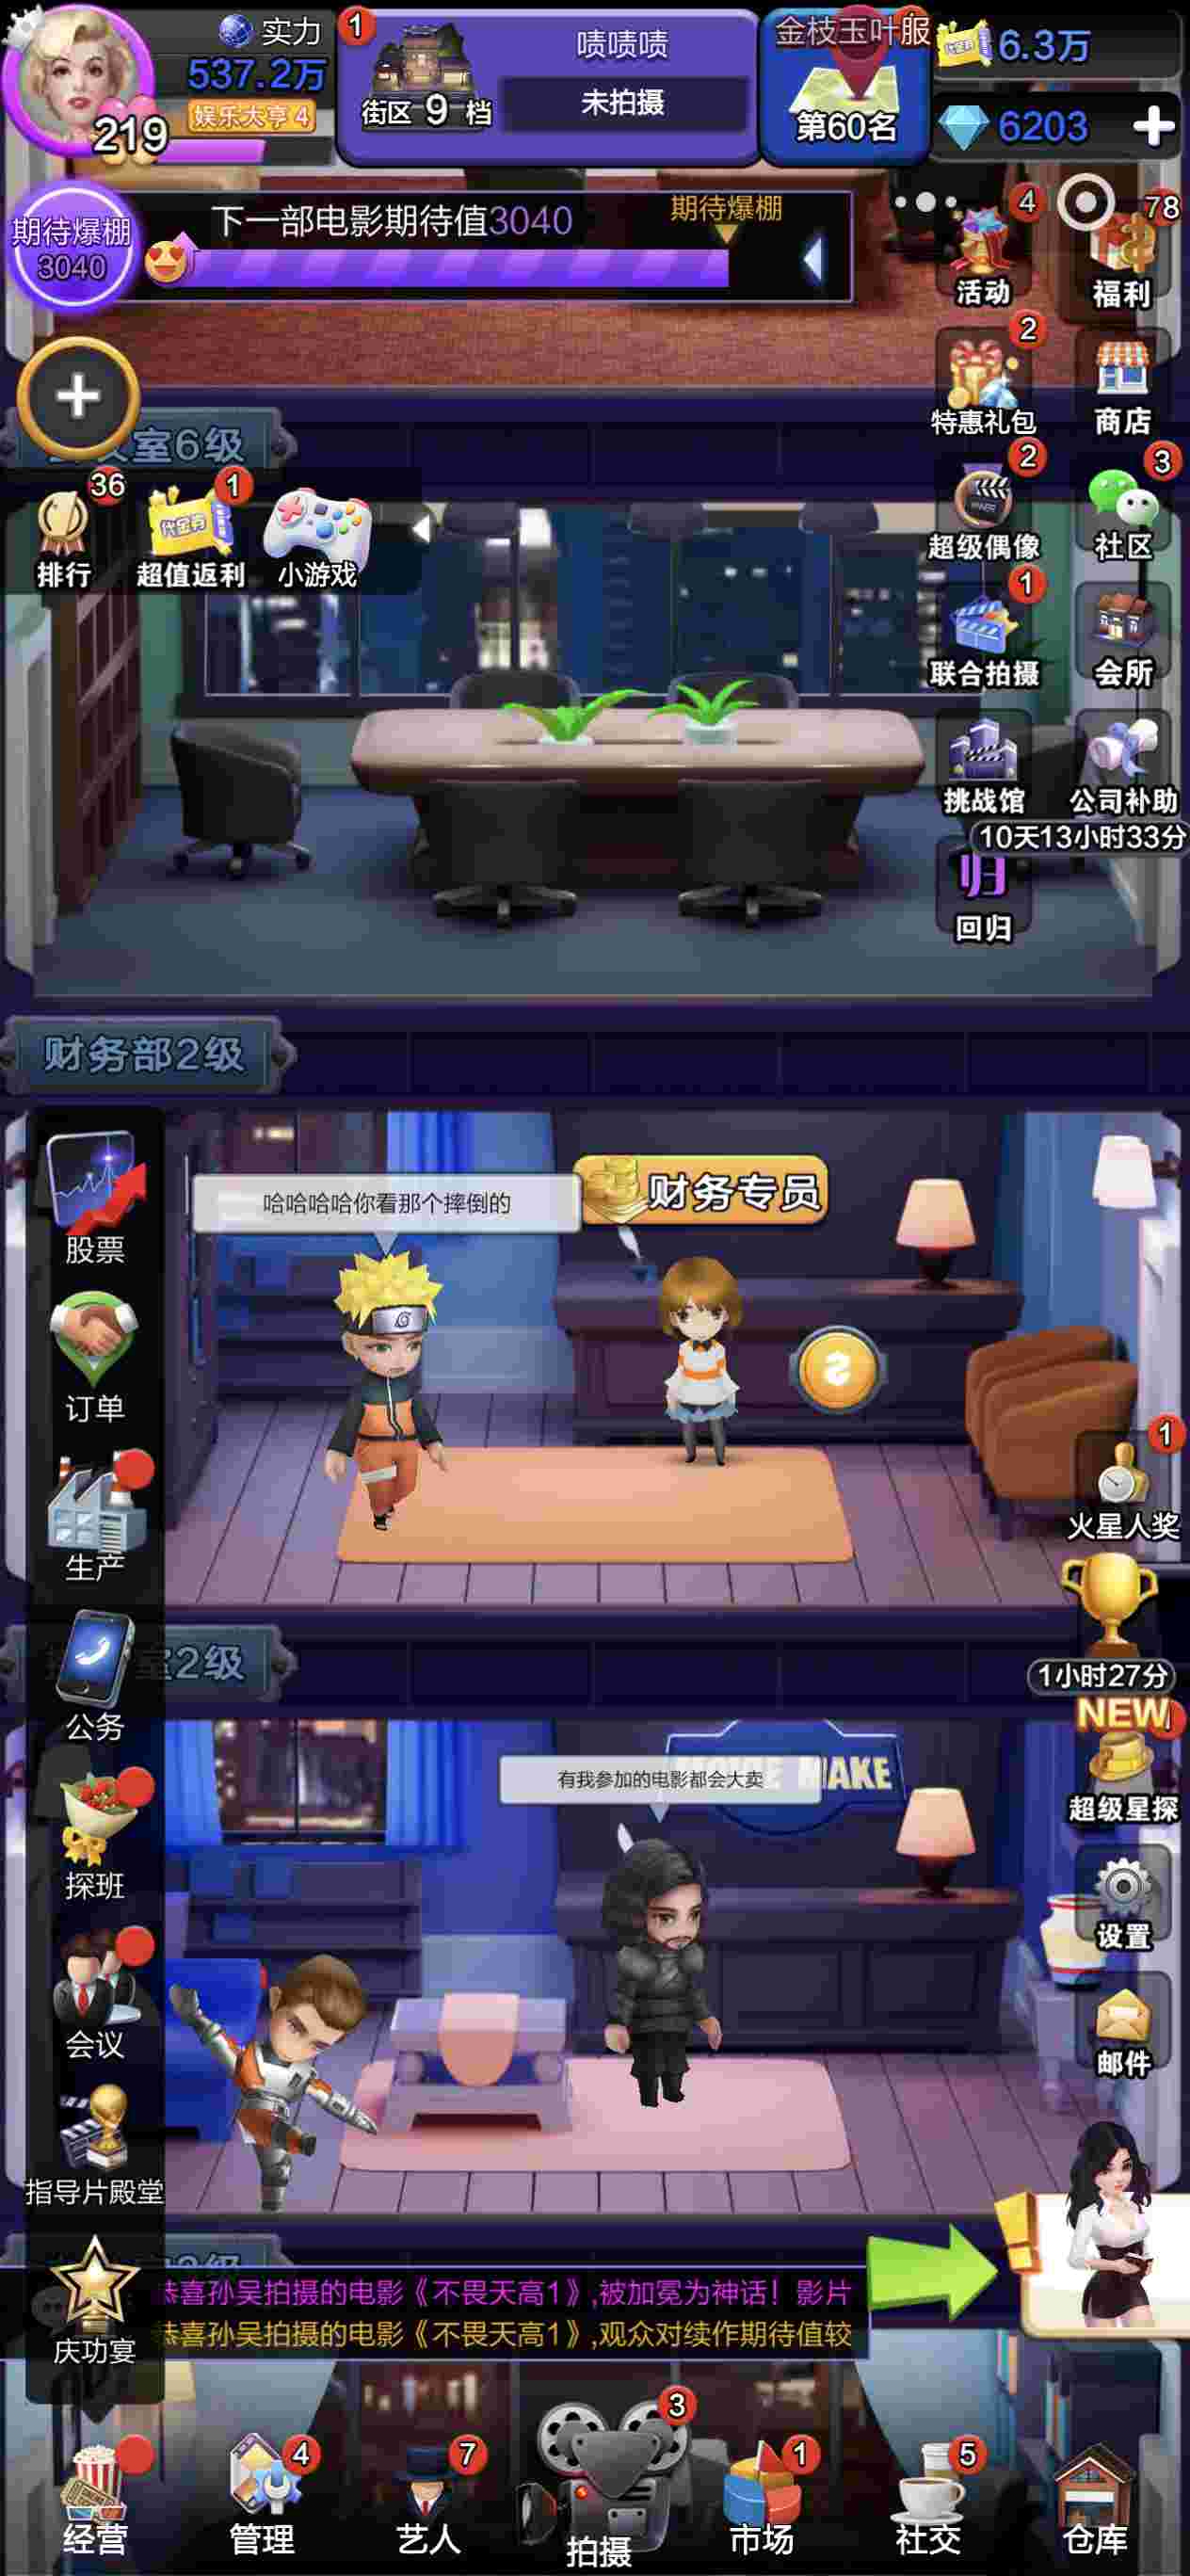 实力
537.2万
娱乐大亨 4
219
1
街区 9 档
啧啧啧
未拍摄
金枝玉叶服
第60名
6.3万
6203
期待爆棚
3040
下一部电影期待值3040
期待爆棚
4
活动
78
福利
2
特惠礼包
商店
室6级
36
排行
1
代金券
超值返利
小游戏
2
超级偶像
3
社区
1
联合拍摄
会所
挑战馆
公司补助
10天13小时33分
归
回归
财务部2级
股票
哈哈哈哈你看那个摔倒的
财务专员
订单
生产
1
火星人奖
室2级
1小时27分
公务
NEW
超级星探
有我参加的电影都会大卖
MAKE
探班
设置
会议
邮件
指导片殿堂
恭喜孙吴拍摄的电影《不畏天高1》,被加冕为神话！影片
恭喜孙吴拍摄的电影《不畏天高1》,观众对续作期待值较
庆功宴
经营
4
管理
7
艺人
3
拍摄
1
市场
5
社交
仓库